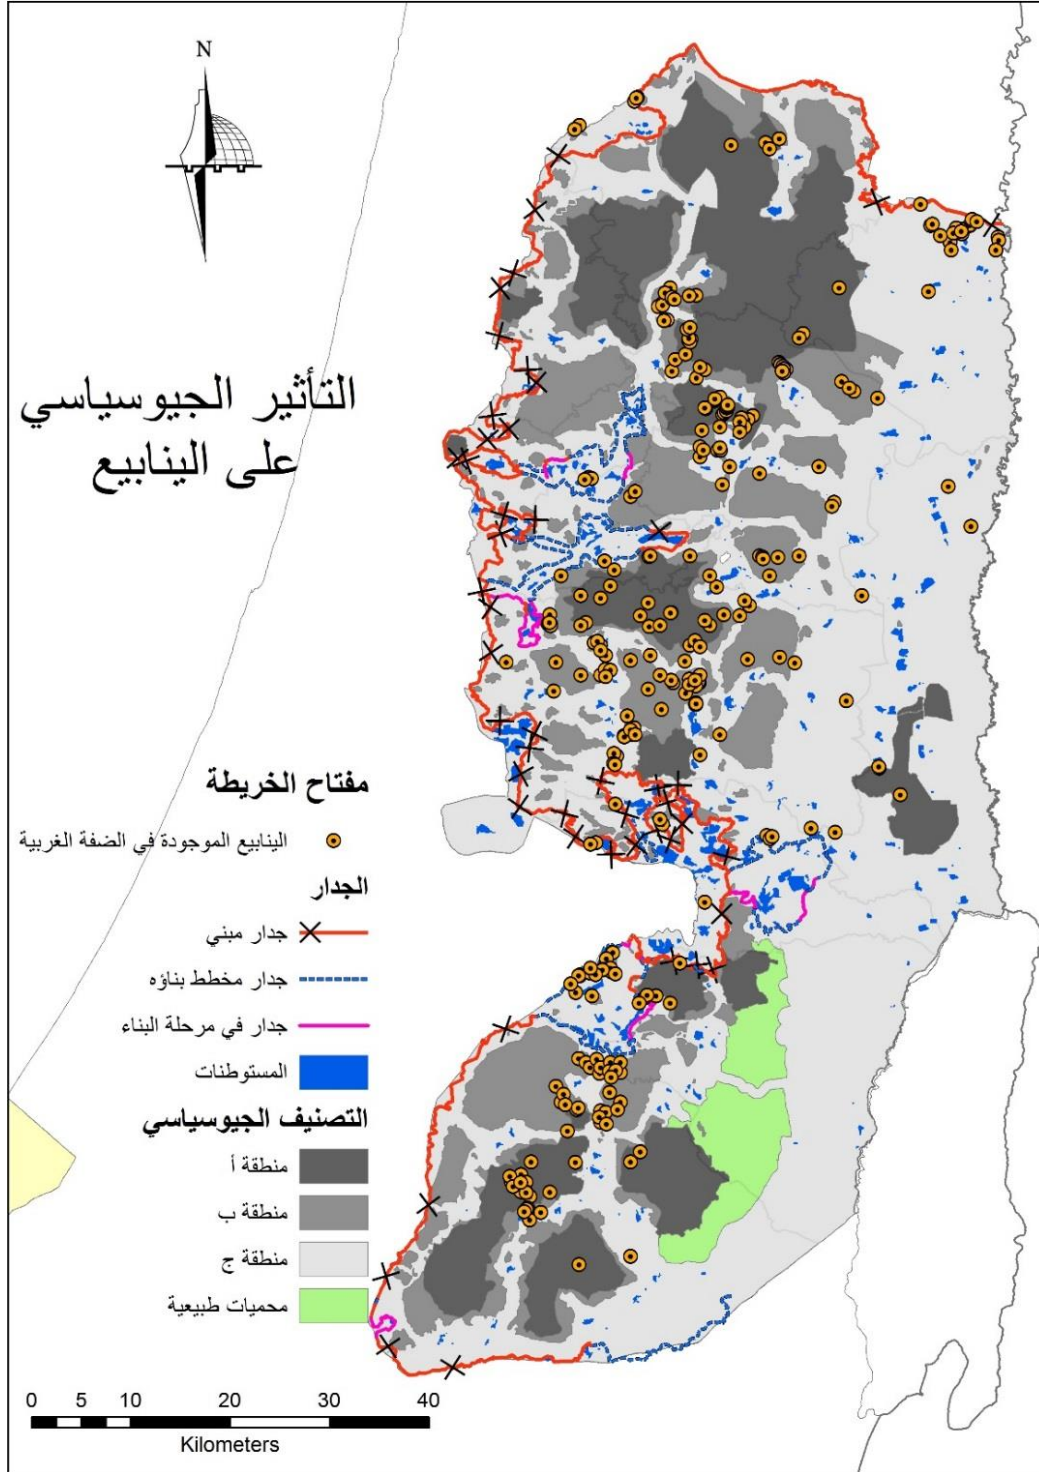 N
التأثير الجيوسياسي
على الينابيع
مفتاح الخريطة
الينابيع الموجودة في الضفة الغربية
الجدار
جدار مبني
جدار مخطط بناؤه
جدار في مرحلة البناء
المستوطنات
التصنيف الجيوسياسي
منطقة أ
منطقة ب
منطقة ج
محميات طبيعية
0 5 10 20 30 40
Kilometers